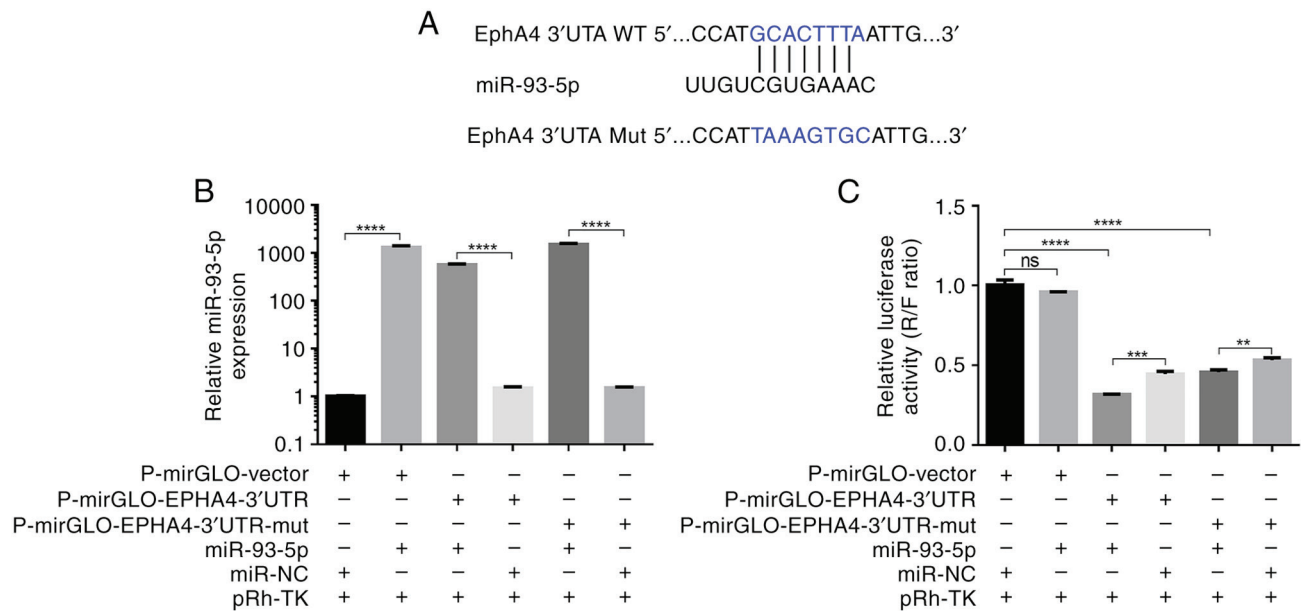 A
EphA4 3′UTA WT 5′...CCATGCACTTTAATTG...3′
miR-93-5p UUGUCGUGAAAC
EphA4 3′UTA Mut 5′...CCATTAAAGTGCATTG...3′
B
Relative miR-93-5p
expression
10000
1000
100
10
1
0.1
**** **** ****
P-mirGLO-vector + + − − − −
P-mirGLO-EPHA4-3′UTR − − + + − −
P-mirGLO-EPHA4-3′UTR-mut − − − − + +
miR-93-5p − + + − + −
miR-NC + − − + − +
pRh-TK + + + + + +
C
Relative luciferase
activity (R/F ratio)
1.5
1.0
0.5
0.0
****
****
ns
*** **
P-mirGLO-vector + + − − − −
P-mirGLO-EPHA4-3′UTR − − + + − −
P-mirGLO-EPHA4-3′UTR-mut − − − − + +
miR-93-5p − + + − + −
miR-NC + − − + − +
pRh-TK + + + + + +